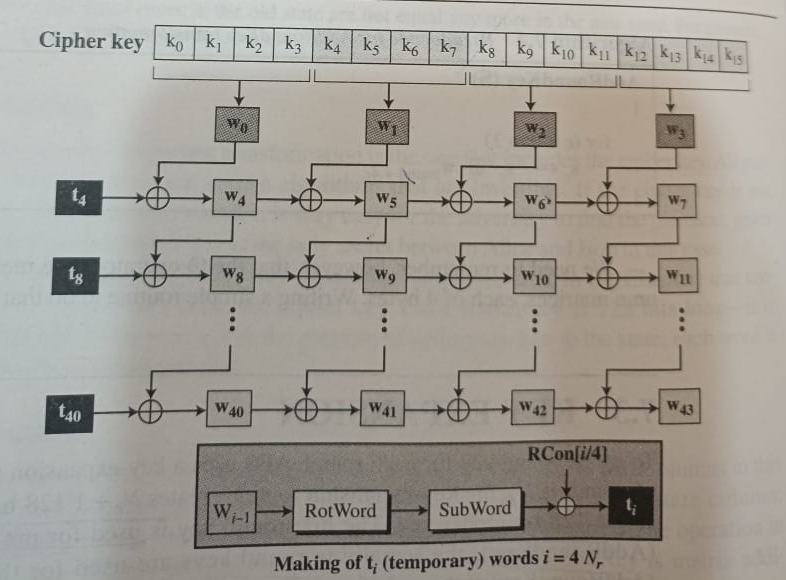 Cipher key k0 k1 k2 k3 k4 k5 k6 k7 k8 k9 k10 k11 k12 k13 k14 k15
w0 w1 w2 w3
t4 w4 w5 w6 w7
t8 w8 w9 w10 w11
t40 w40 w41 w42 w43
RCon[i/4]
Wi–1 RotWord SubWord ti
Making of ti (temporary) words i = 4 Nr